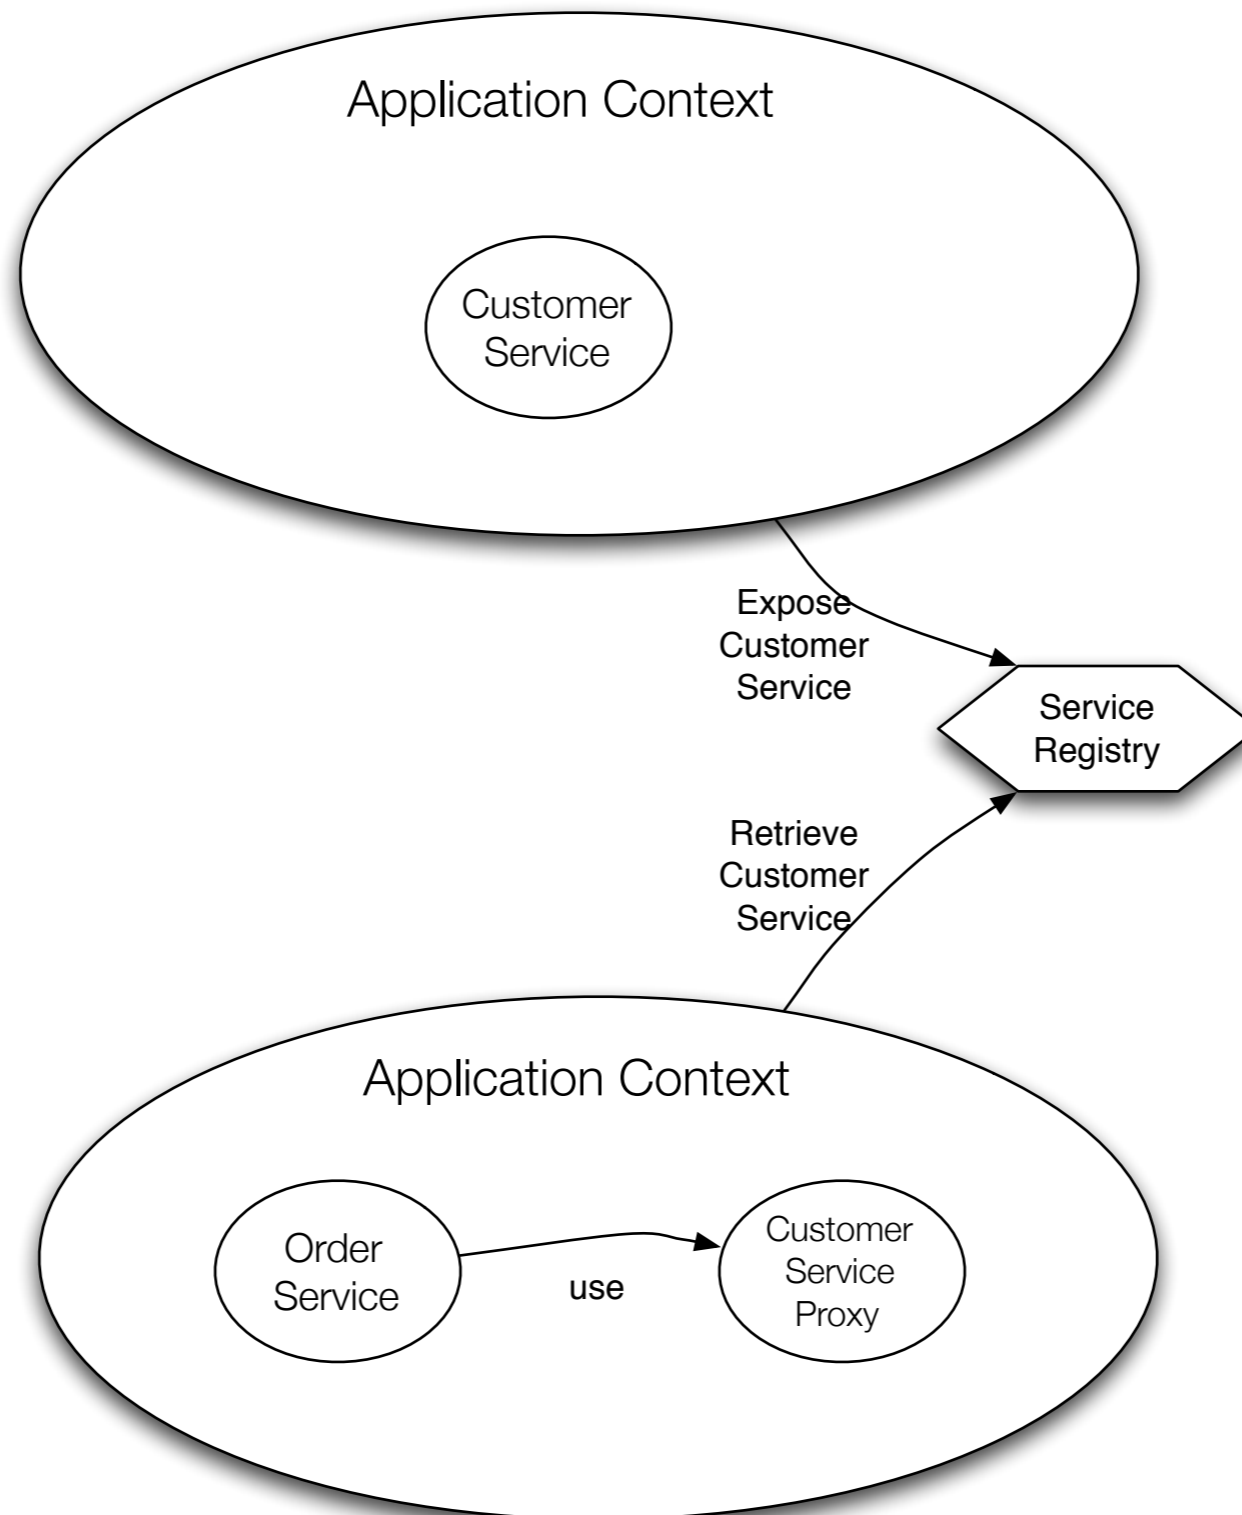 Application Context
Customer
Service
Expose
Customer
Service
Service
Registry
Retrieve
Customer
Service
Application Context
Order
Service
use
Customer
Service
Proxy